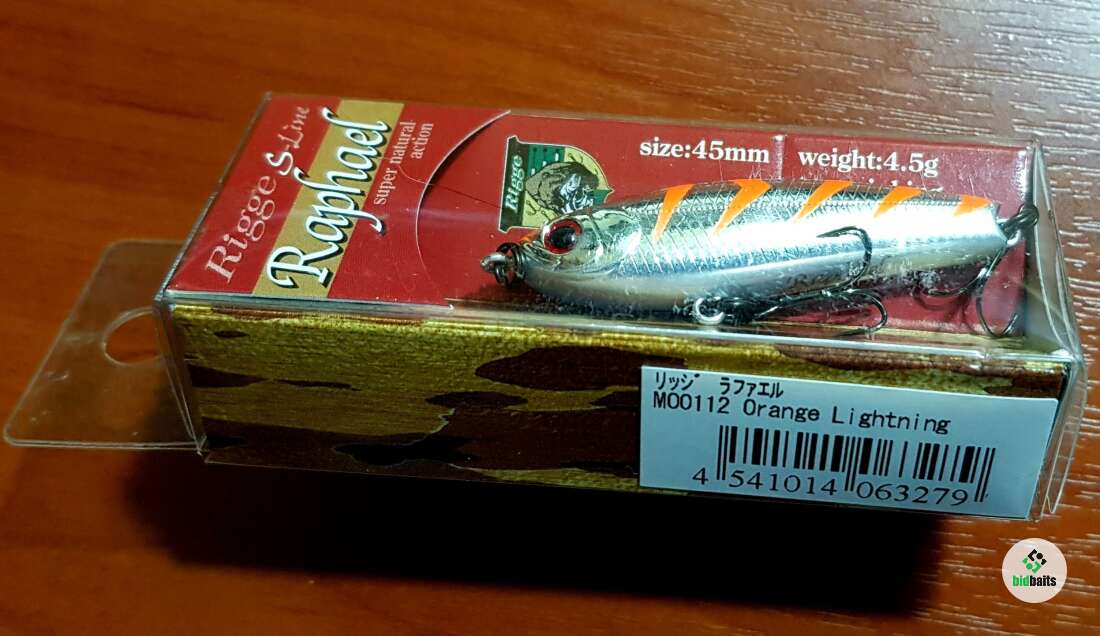 Rigge S-Line
Raphael
super natural-
action
Rigge
size:45mm
weight:4.5g
リッジﾞ ラファエル
MO0112 Orange Lightning
4 541014 063279
bidbaits